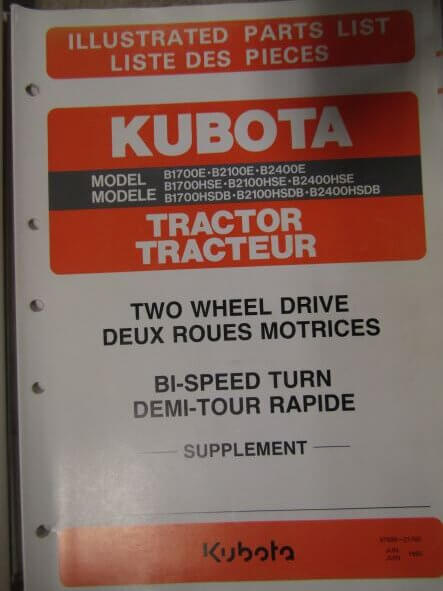 ILLUSTRATED PARTS LIST
LISTE DES PIECES
KUBOTA
MODEL
MODELE
B1700E·B2100E·B2400E
B1700HSE·B2100HSE·B2400HSE
B1700HSDB·B2100HSDB·B2400HSDB
TRACTOR
TRACTEUR
TWO WHEEL DRIVE
DEUX ROUES MOTRICES
BI-SPEED TURN
DEMI-TOUR RAPIDE
SUPPLEMENT
Kubota